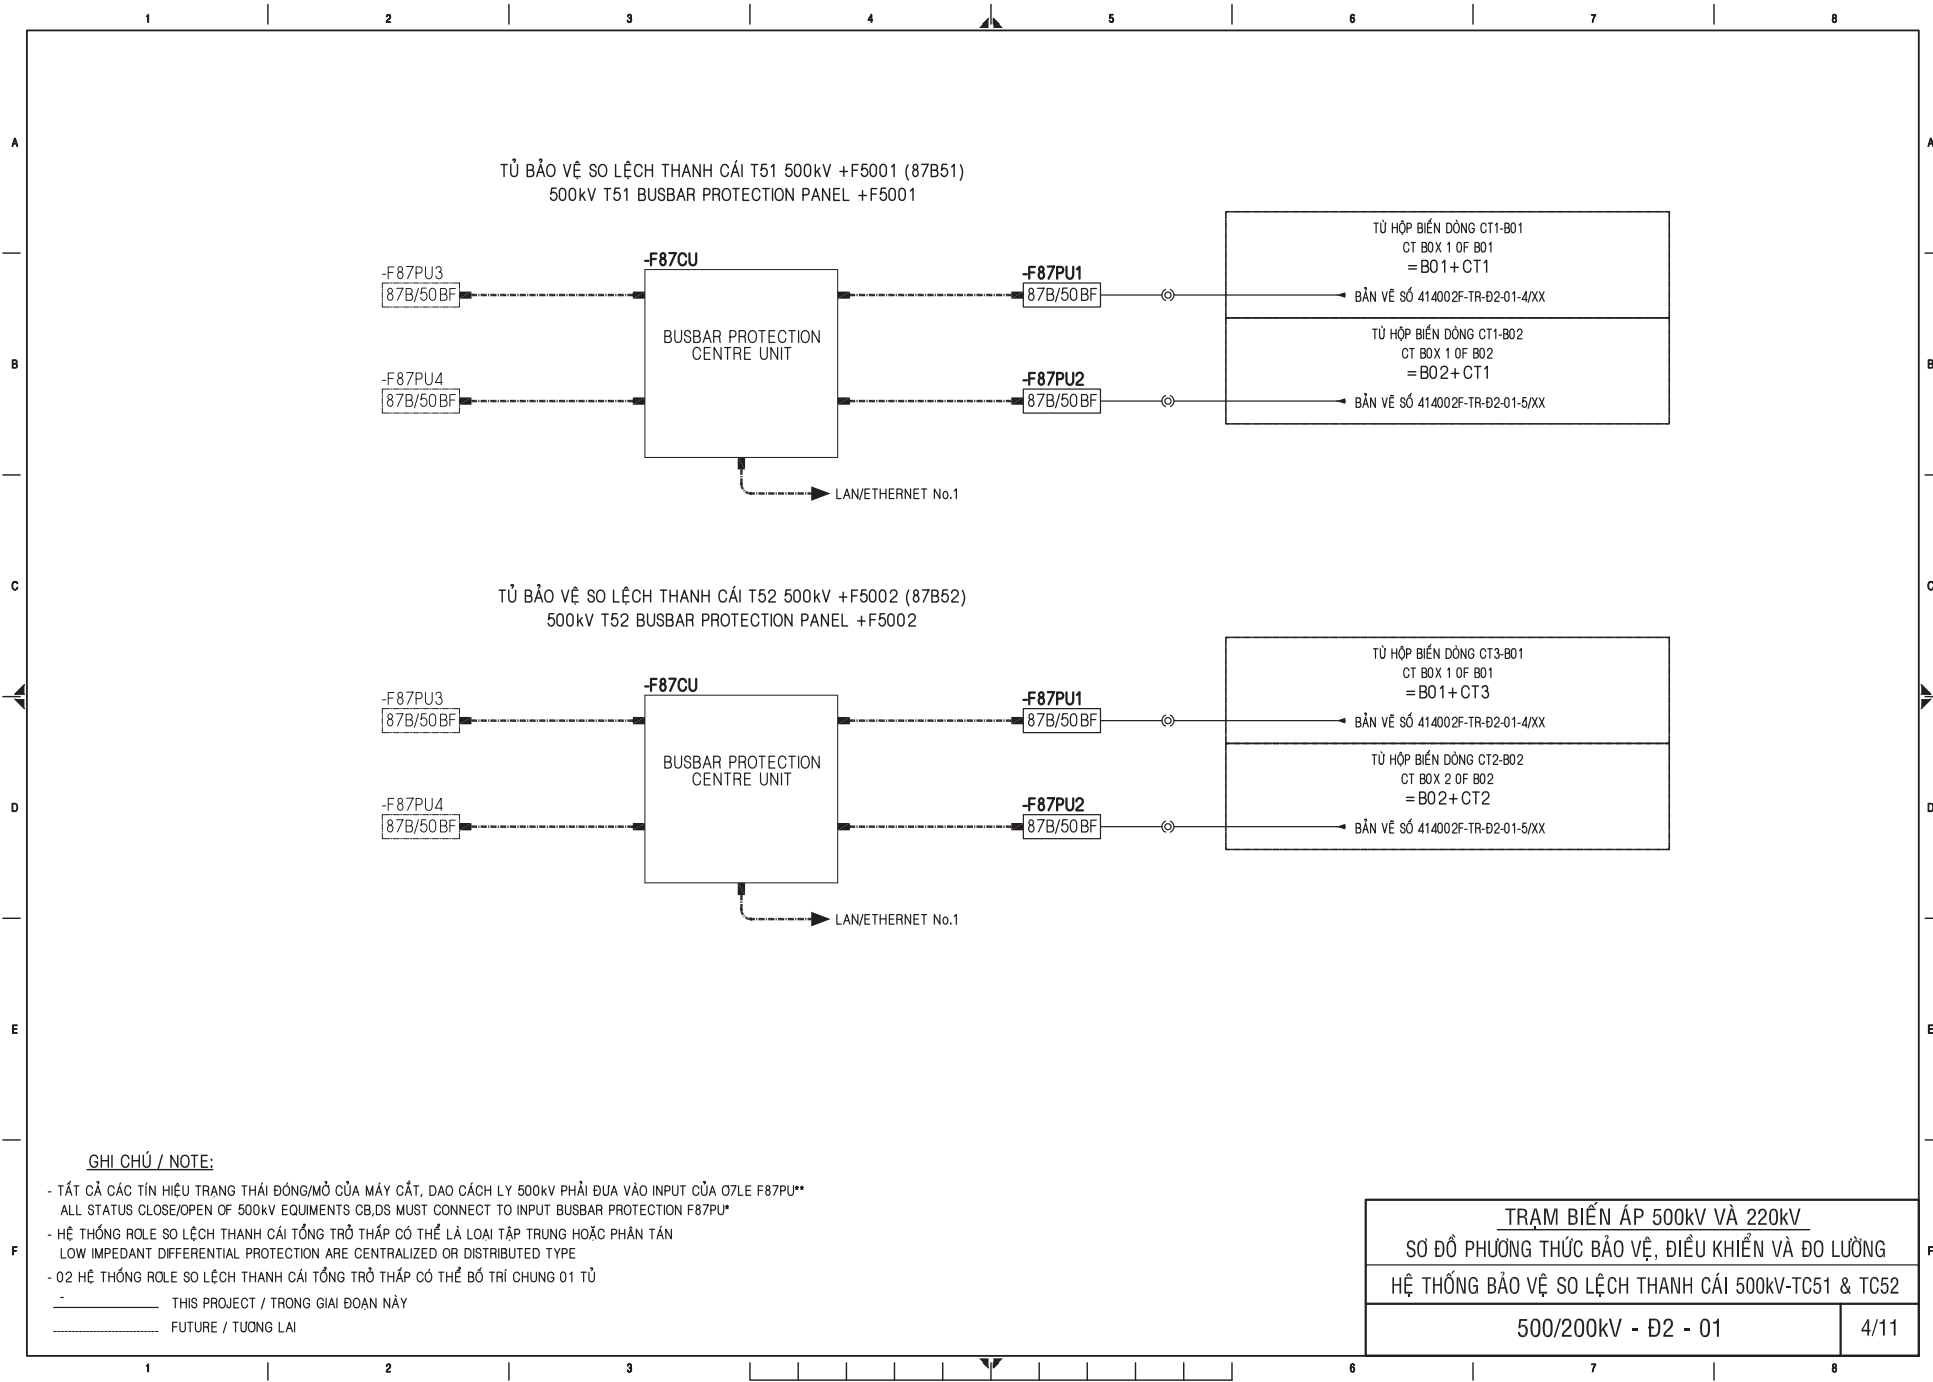 1 2 3 4 5 6 7 8
A A
TỦ BẢO VỆ SO LỆCH THANH CÁI T51 500kV +F5001 (87B51)
500kV T51 BUSBAR PROTECTION PANEL +F5001
-F87PU3
87B/50BF
-F87CU
BUSBAR PROTECTION
CENTRE UNIT
-F87PU1
87B/50BF
TỪ HỘP BIẾN DÒNG CT1-B01
CT BOX 1 OF B01
=B01+CT1
BẢN VẼ SỐ 414002F-TR-Đ2-01-4/XX
B B
-F87PU4
87B/50BF
-F87PU2
87B/50BF
TỪ HỘP BIẾN DÒNG CT1-B02
CT BOX 1 OF B02
=B02+CT1
BẢN VẼ SỐ 414002F-TR-Đ2-01-5/XX
LAN/ETHERNET No.1
C C
TỦ BẢO VỆ SO LỆCH THANH CÁI T52 500kV +F5002 (87B52)
500kV T52 BUSBAR PROTECTION PANEL +F5002
-F87PU3
87B/50BF
-F87CU
BUSBAR PROTECTION
CENTRE UNIT
-F87PU1
87B/50BF
TỪ HỘP BIẾN DÒNG CT3-B01
CT BOX 1 OF B01
=B01+CT3
BẢN VẼ SỐ 414002F-TR-Đ2-01-4/XX
D D
-F87PU4
87B/50BF
-F87PU2
87B/50BF
TỪ HỘP BIẾN DÒNG CT2-B02
CT BOX 2 OF B02
=B02+CT2
BẢN VẼ SỐ 414002F-TR-Đ2-01-5/XX
LAN/ETHERNET No.1
E E
GHI CHÚ / NOTE:
- TẤT CẢ CÁC TÍN HIỆU TRẠNG THÁI ĐÓNG/MỞ CỦA MÁY CẮT, DAO CÁCH LY 500kV PHẢI ĐƯA VÀO INPUT CỦA Ơ7LE F87PU**
ALL STATUS CLOSE/OPEN OF 500kV EQUIMENTS CB,DS MUST CONNECT TO INPUT BUSBAR PROTECTION F87PU*
- HỆ THỐNG RƠLE SO LỆCH THANH CÁI TỔNG TRỞ THẤP CÓ THỂ LÀ LOẠI TẬP TRUNG HOẶC PHÂN TÁN
LOW IMPEDANT DIFFERENTIAL PROTECTION ARE CENTRALIZED OR DISTRIBUTED TYPE
- 02 HỆ THỐNG RƠLE SO LỆCH THANH CÁI TỔNG TRỞ THẤP CÓ THỂ BỐ TRÍ CHUNG 01 TỦ
-
THIS PROJECT / TRONG GIAI ĐOẠN NÀY
FUTURE / TƯƠNG LAI
F F
TRẠM BIẾN ÁP 500kV VÀ 220kV
SƠ ĐỒ PHƯƠNG THỨC BẢO VỆ, ĐIỀU KHIỂN VÀ ĐO LƯỜNG
HỆ THỐNG BẢO VỆ SO LỆCH THANH CÁI 500kV-TC51 & TC52
500/200kV - Đ2 - 01 4/11
1 2 3 6 7 8